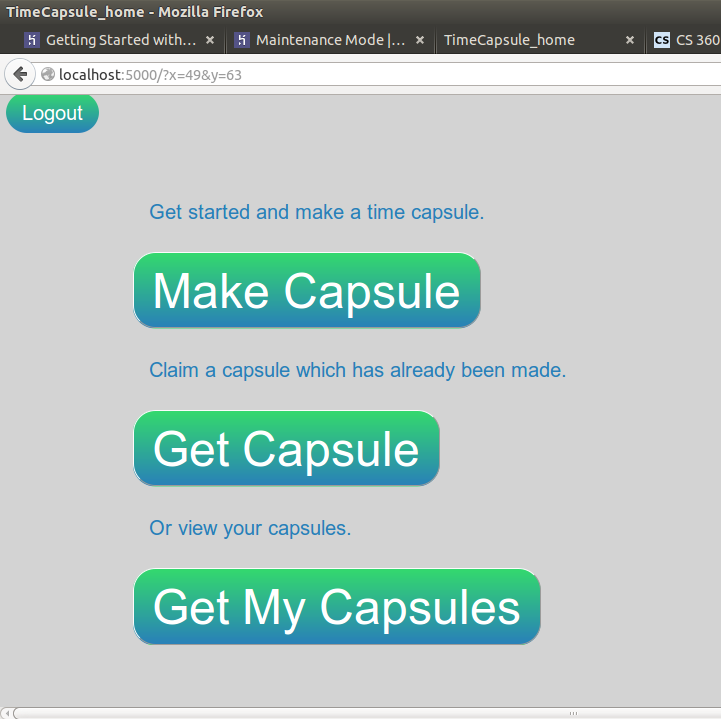 TimeCapsule_home - Mozilla Firefox
Getting Started with... × Maintenance Mode |... × TimeCapsule_home × CS CS 360
localhost:5000/?x=49&y=63
Logout
Get started and make a time capsule.
Make Capsule
Claim a capsule which has already been made.
Get Capsule
Or view your capsules.
Get My Capsules